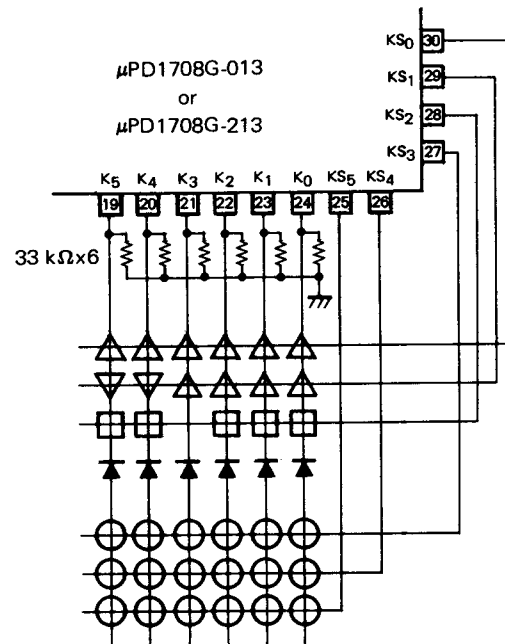 μPD1708G-013
or
μPD1708G-213
KS₀ 30
KS₁ 29
KS₂ 28
KS₃ 27
K₅ K₄ K₃ K₂ K₁ K₀ KS₅ KS₄
19 20 21 22 23 24 25 26
33 kΩx6